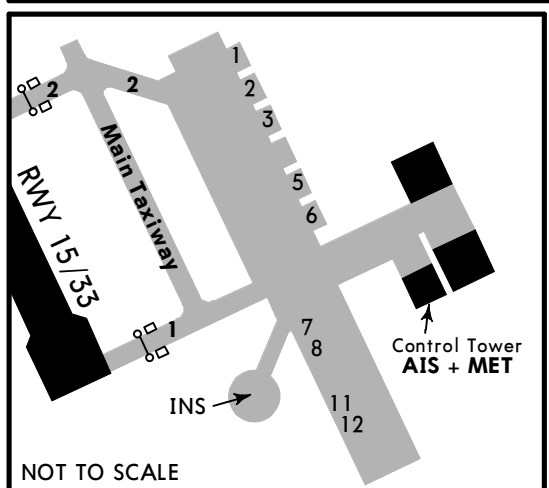 1
2
2
2
3
Main Taxiway
5
6
RWY 15/33
1
7
8
Control Tower
AIS + MET
INS
11
12
NOT TO SCALE